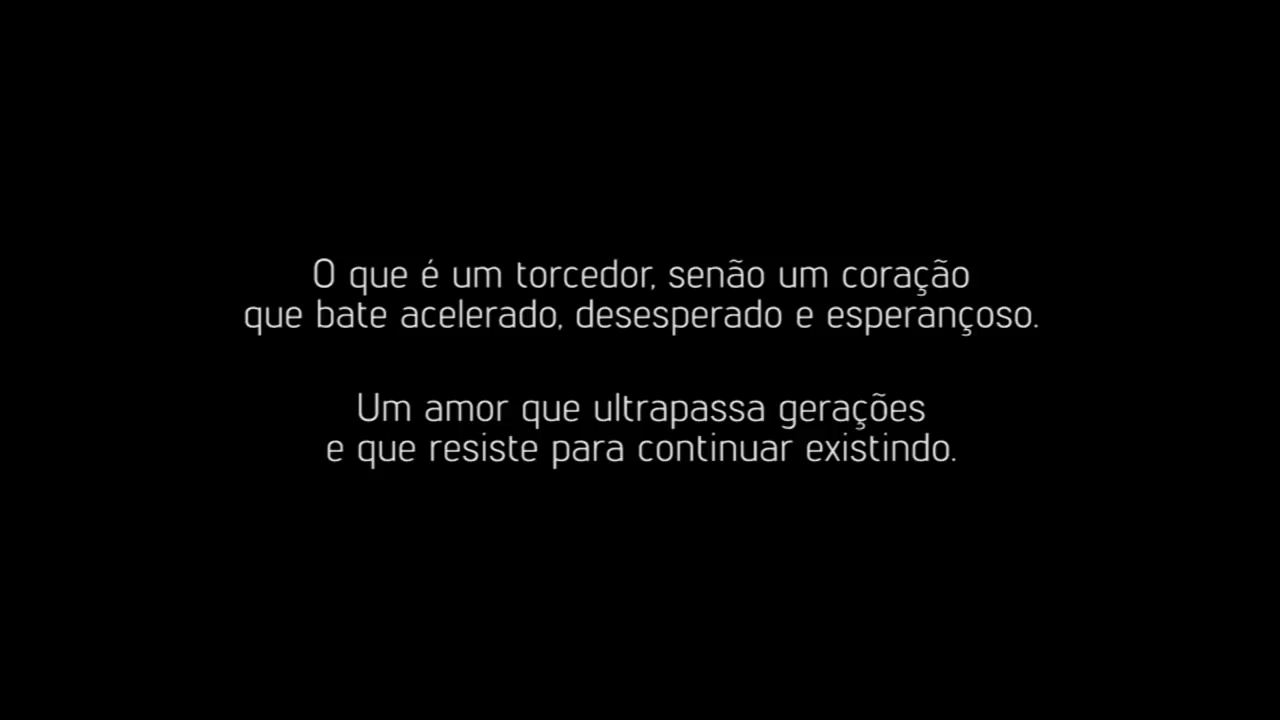 O que é um torcedor, senão um coração
que bate acelerado, desesperado e esperançoso.
Um amor que ultrapassa gerações
e que resiste para continuar existindo.